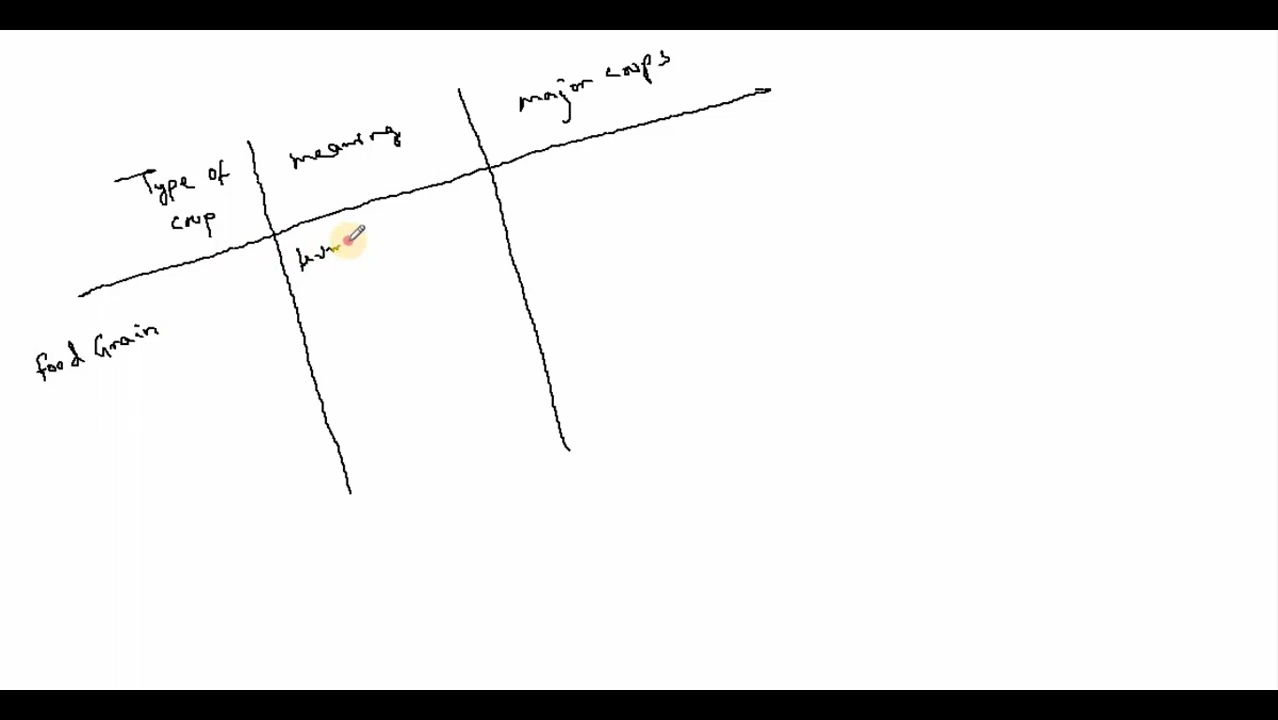 Type of
crop
meaning
major crops
Food Grain